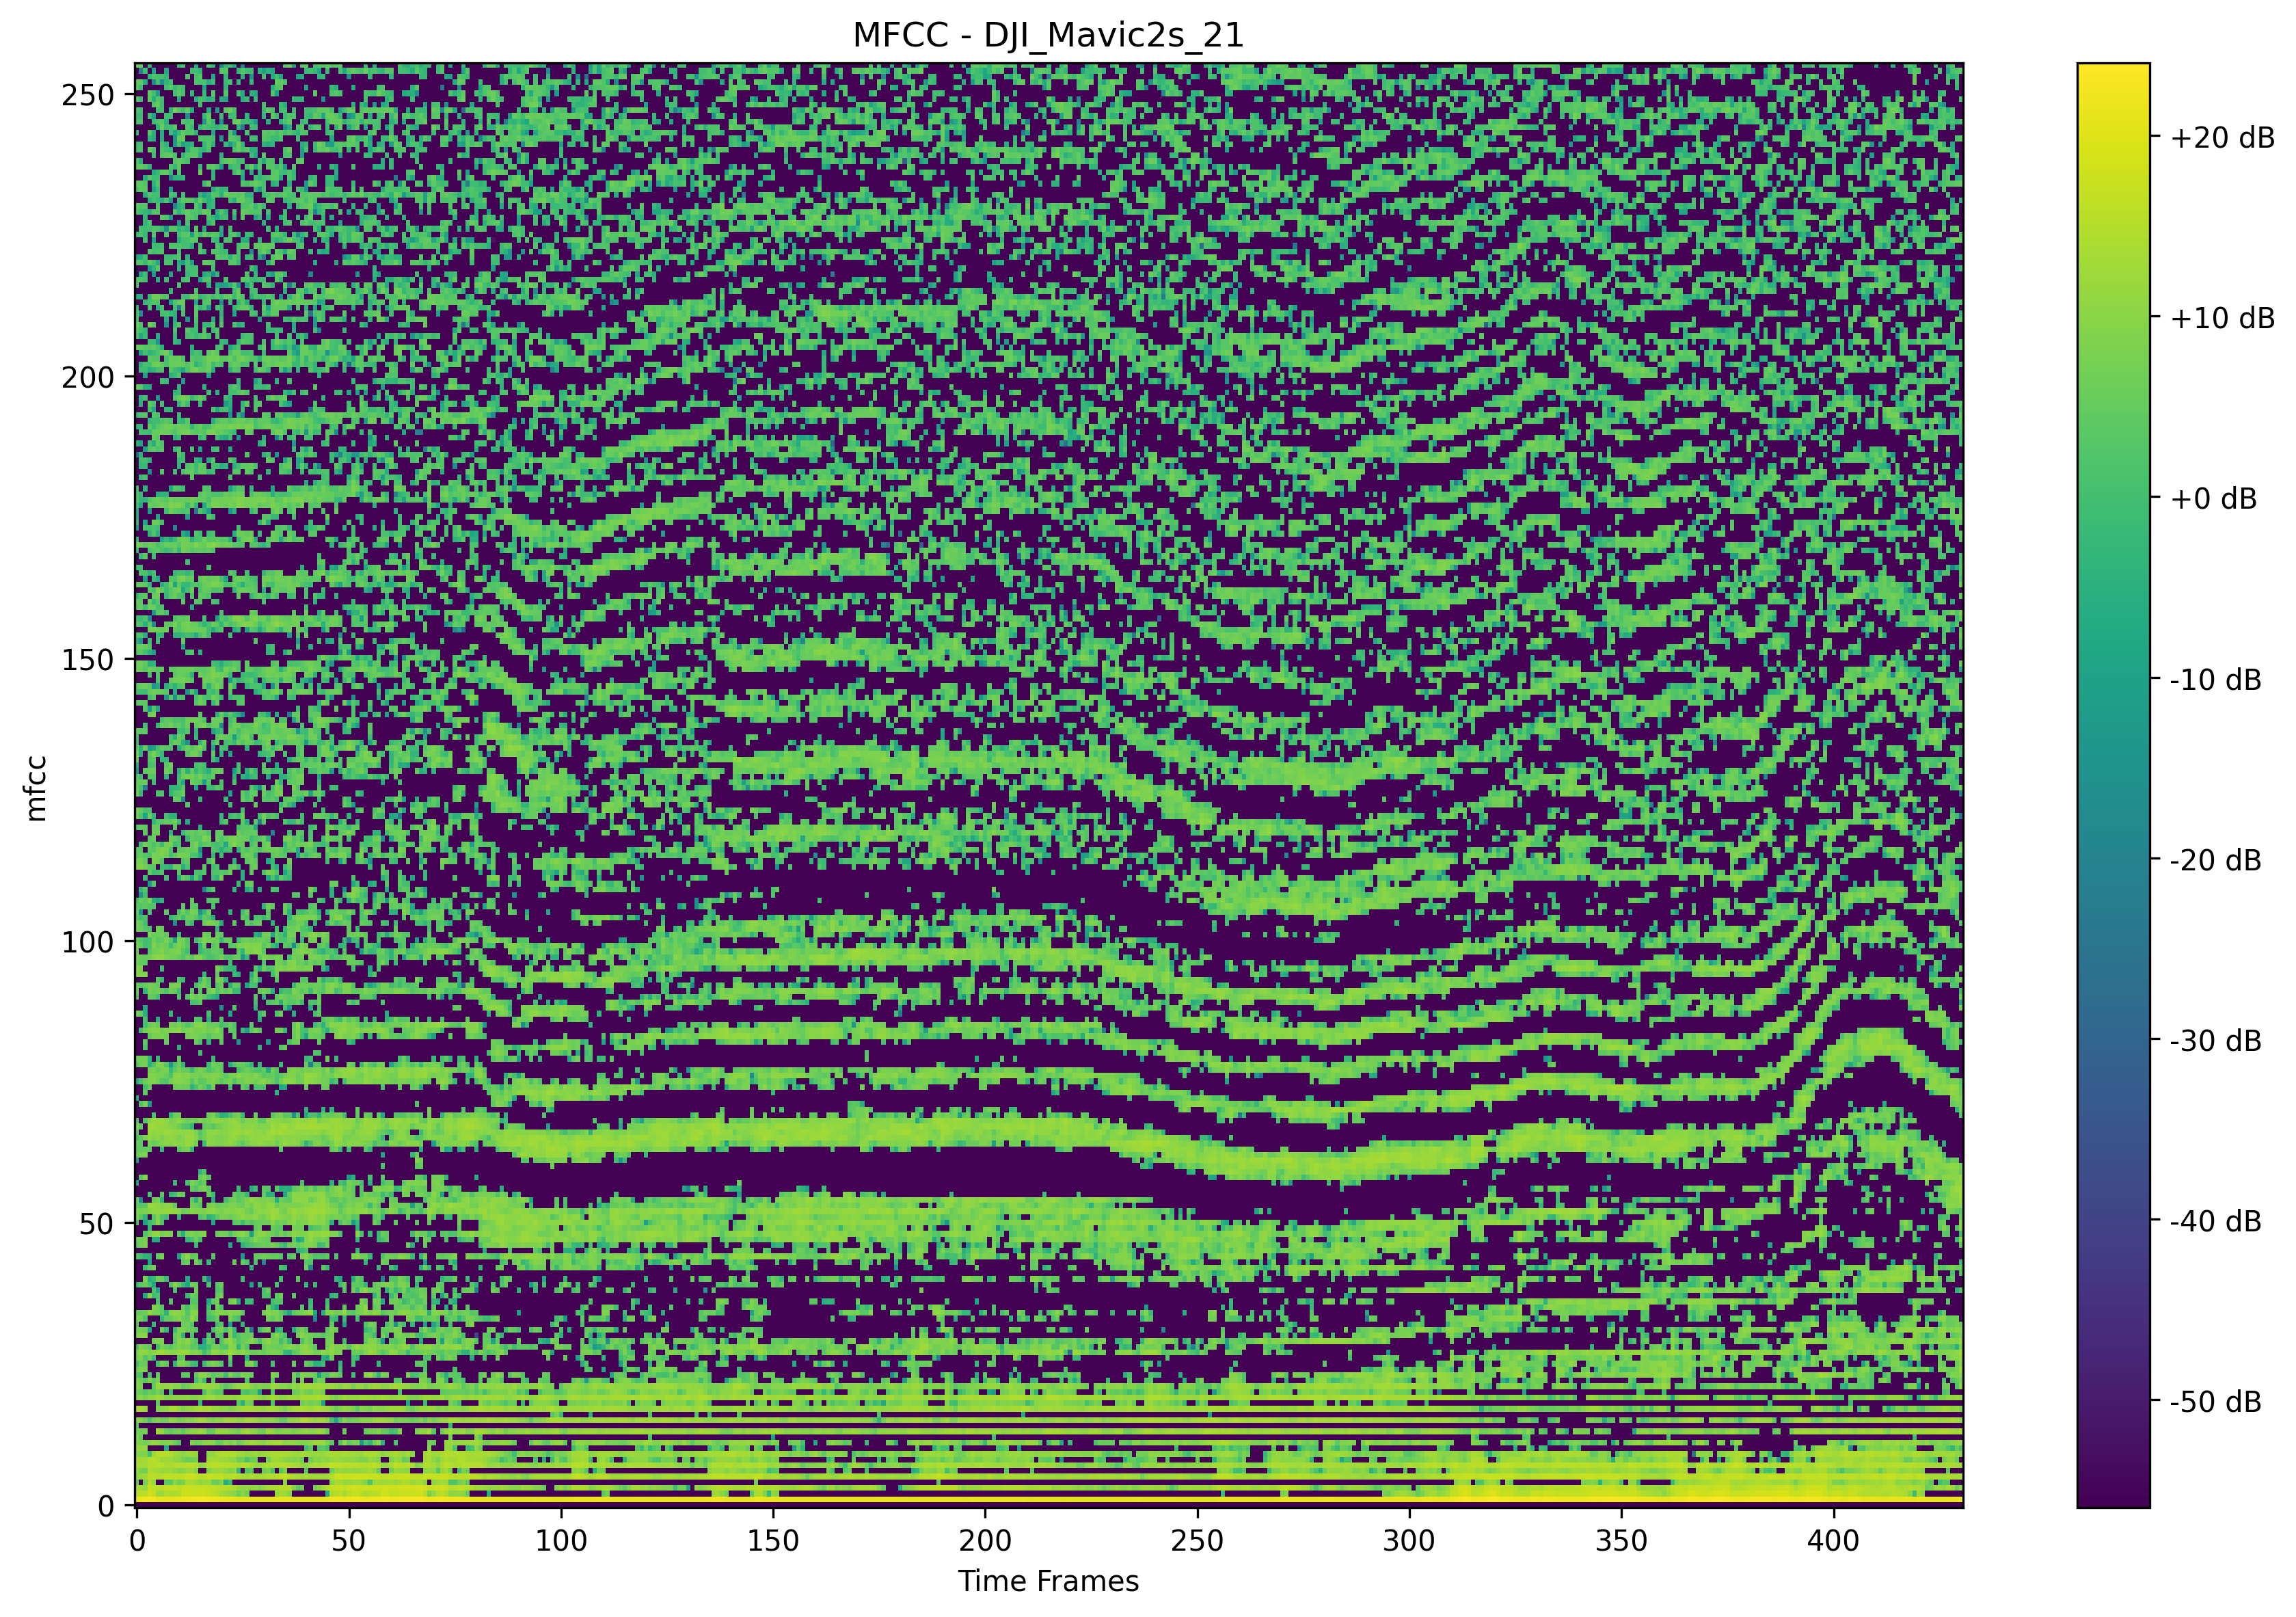 MFCC - DJI_Mavic2s_21
250
200
150
100
50
0
mfcc
0 50 100 150 200 250 300 350 400
Time Frames
+20 dB
+10 dB
+0 dB
-10 dB
-20 dB
-30 dB
-40 dB
-50 dB